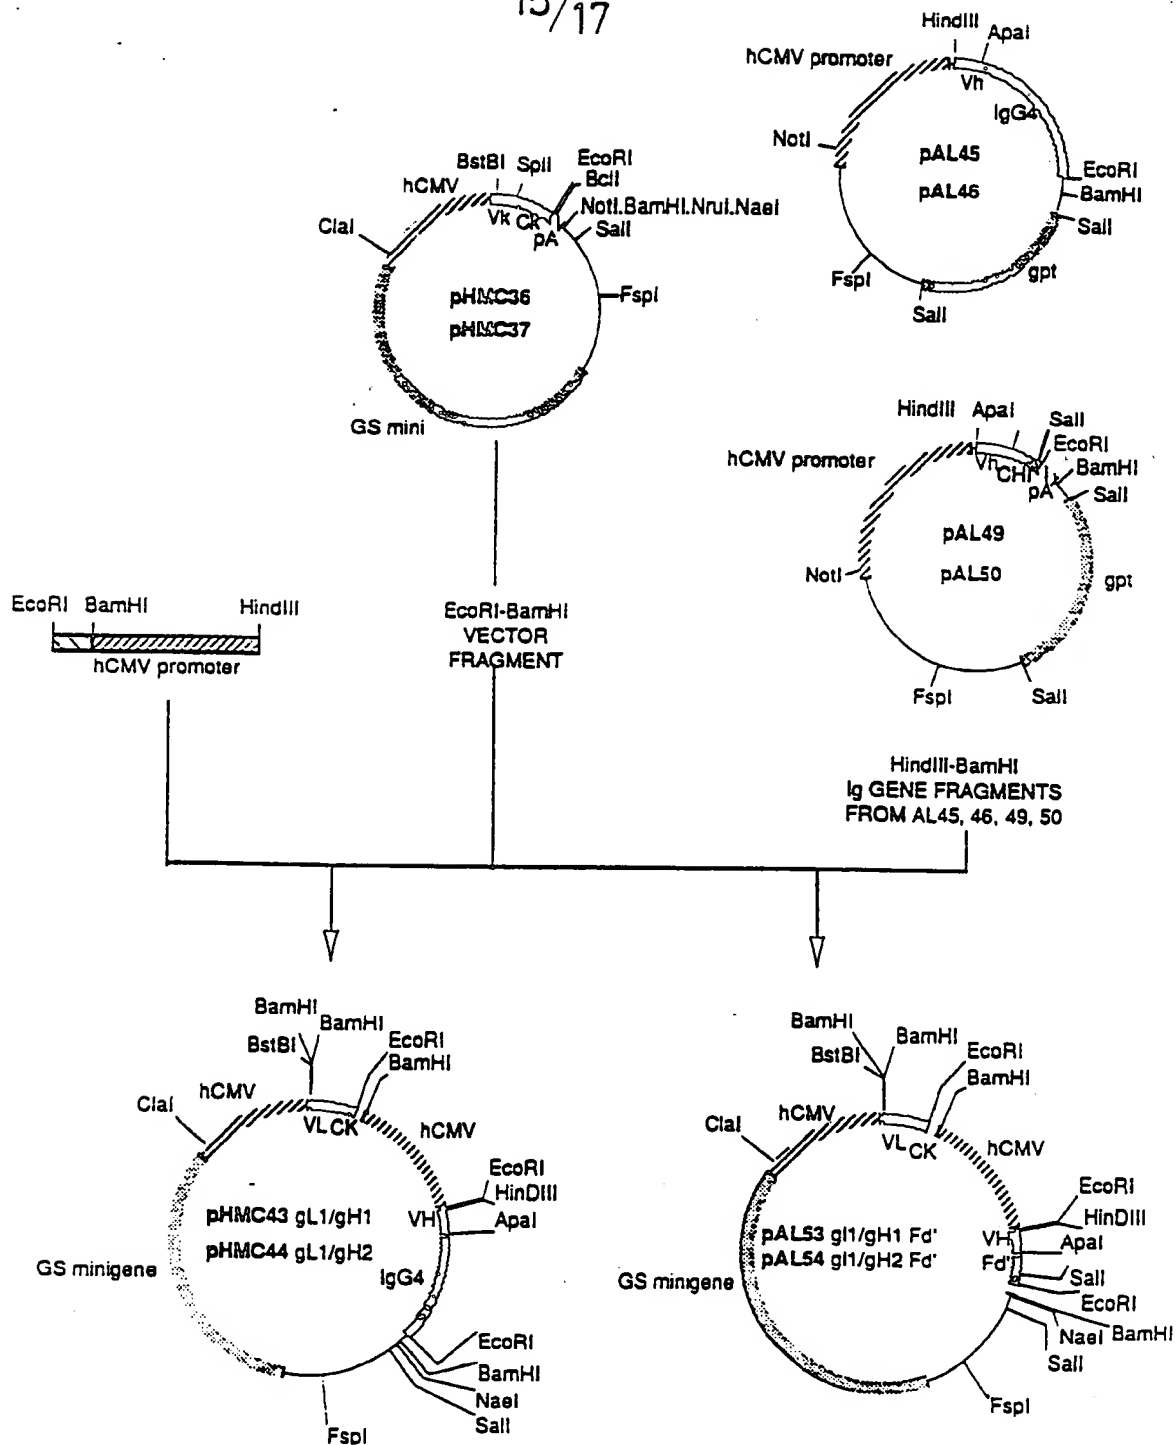 15/17
HindIII
ApaI
hCMV promoter
Vh
IgG4
NotI
pAL45
pAL46
EcoRI
BamHI
SalI
gpt
FspI
SalI
BstBI
SplI
EcoRI
BclI
hCMV
NotI.BamHI.NruI.NaeI
Vk
Ck
pA
SalI
ClaI
FspI
pHMC36
pHMC37
GS mini
HindIII
ApaI
SalI
EcoRI
hCMV promoter
Vh
CHI
BamHI
pA
SalI
pAL49
pAL50
NotI
gpt
FspI
SalI
EcoRI
BamHI
HindIII
hCMV promoter
EcoRI-BamHI
VECTOR
FRAGMENT
HindIII-BamHI
Ig GENE FRAGMENTS
FROM AL45, 46, 49, 50
BamHI
BamHI
BstBI
EcoRI
BamHI
hCMV
ClaI
VL
CK
hCMV
EcoRI
HinDIII
VH
ApaI
pHMC43 gL1/gH1
pHMC44 gL1/gH2
GS minigene
IgG4
EcoRI
BamHI
NaeI
SalI
FspI
BamHI
BamHI
BstBI
EcoRI
BamHI
hCMV
ClaI
VL
CK
hCMV
EcoRI
HinDIII
VH
ApaI
pAL53 gl1/gH1 Fd'
pAL54 gl1/gH2 Fd'
Fd'
SalI
GS minigene
EcoRI
BamHI
NaeI
SalI
FspI